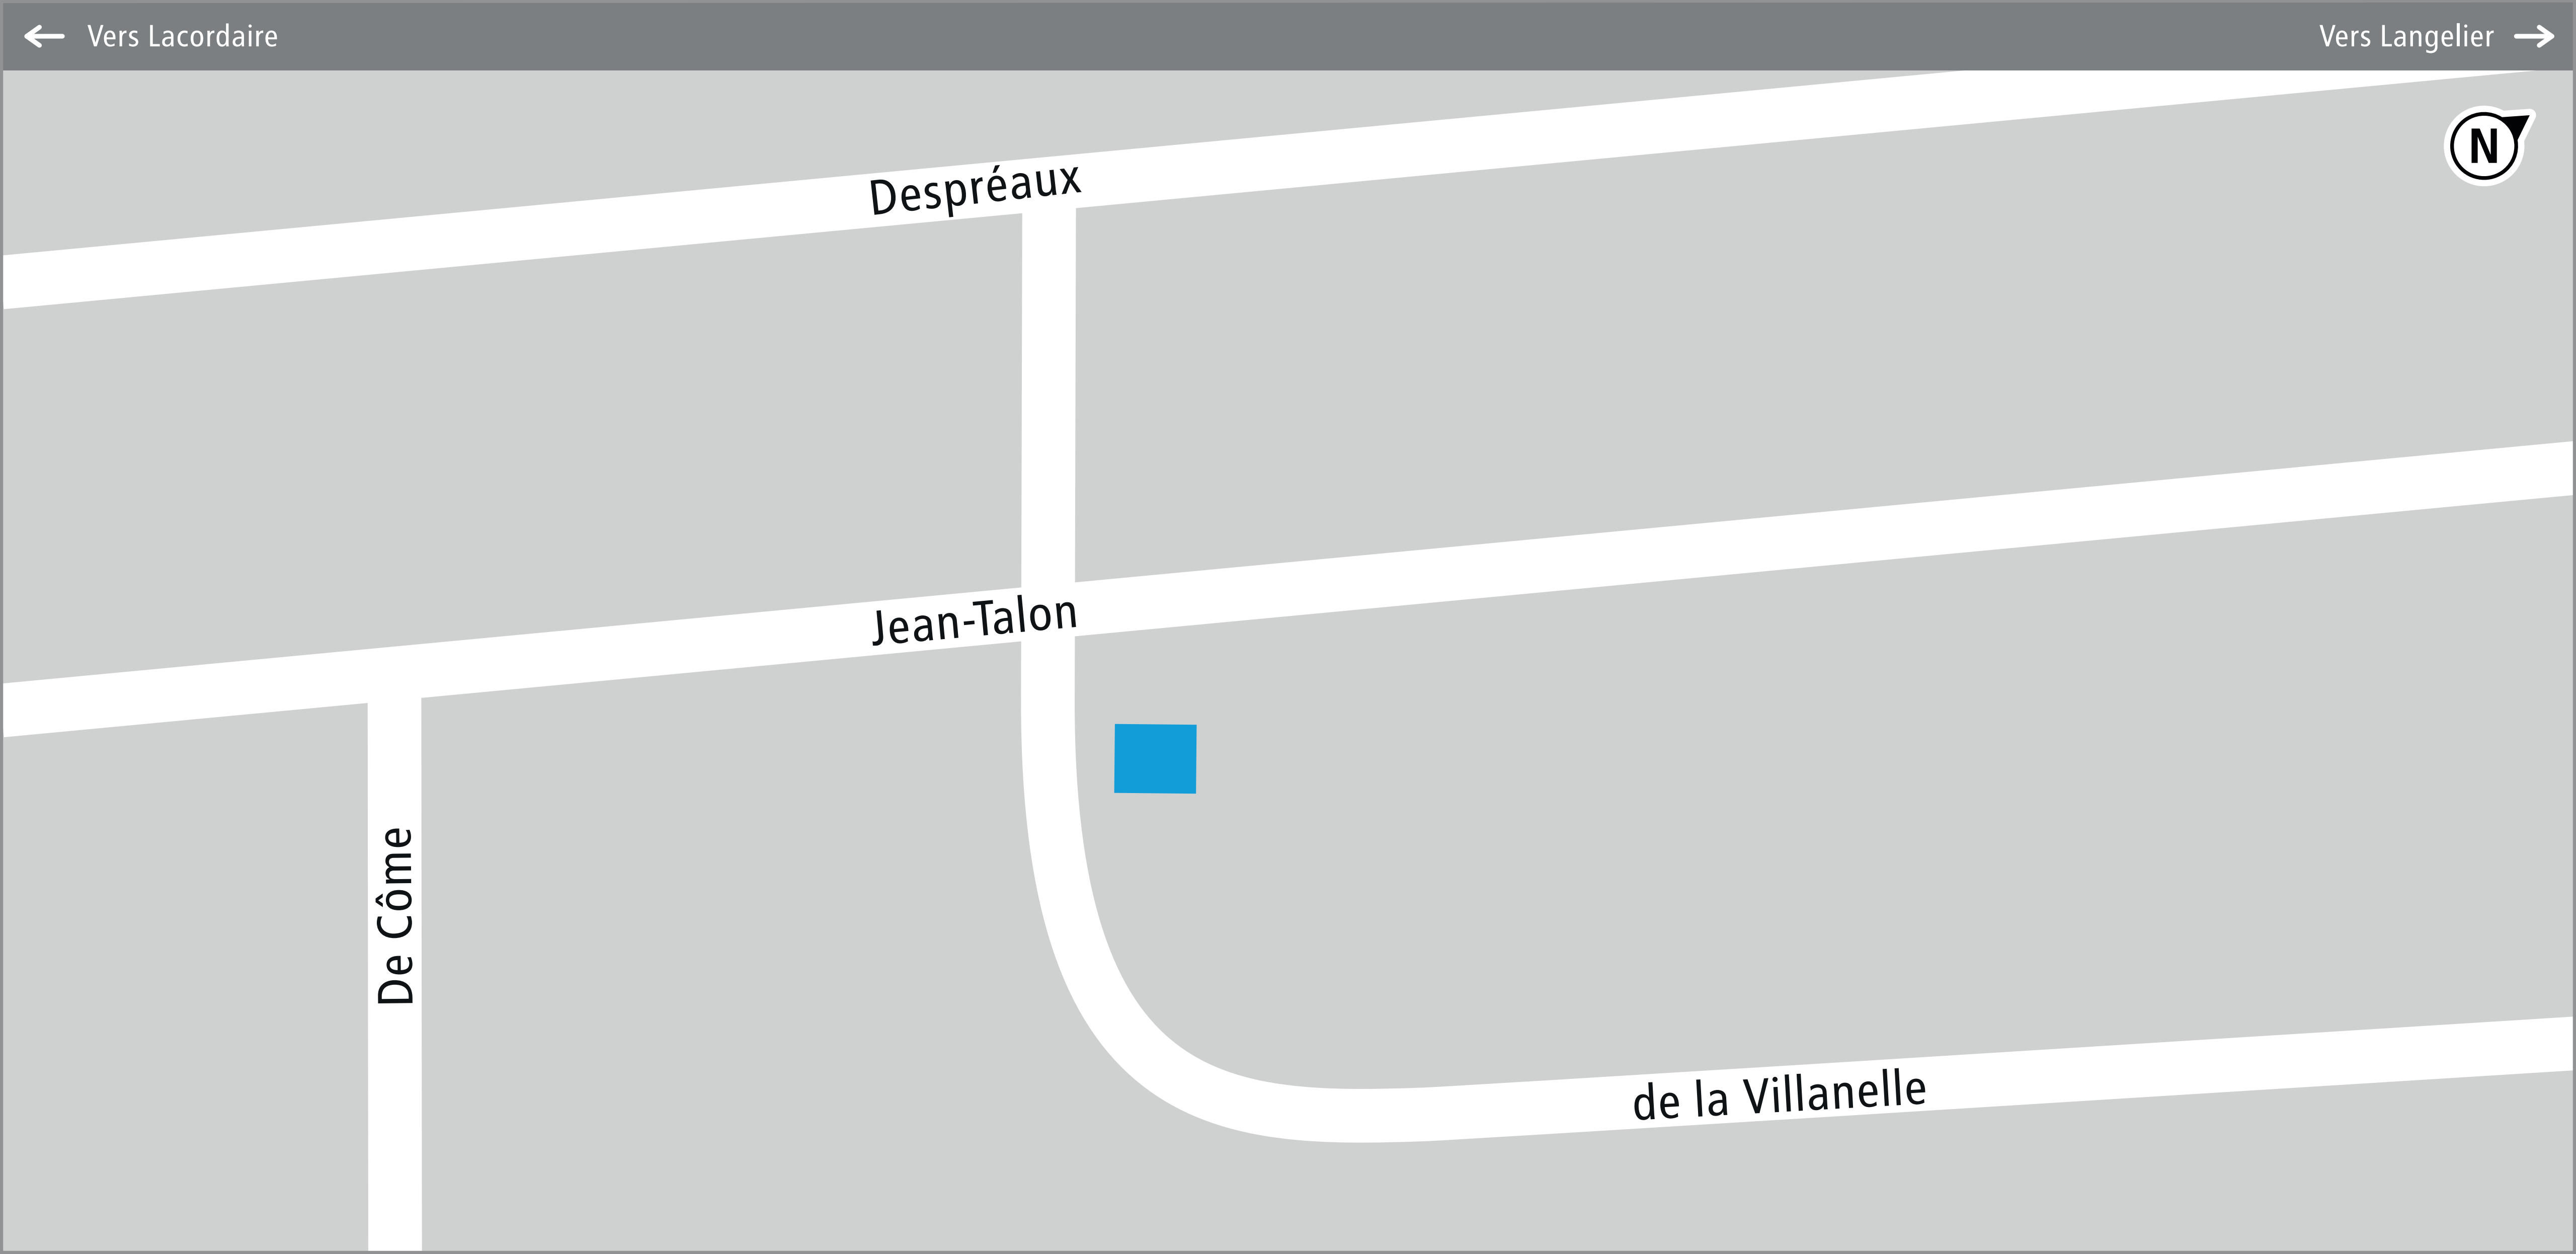 Vers Lacordaire
Vers Langelier
N
Despréaux
Jean-Talon
De Côme
de la Villanelle